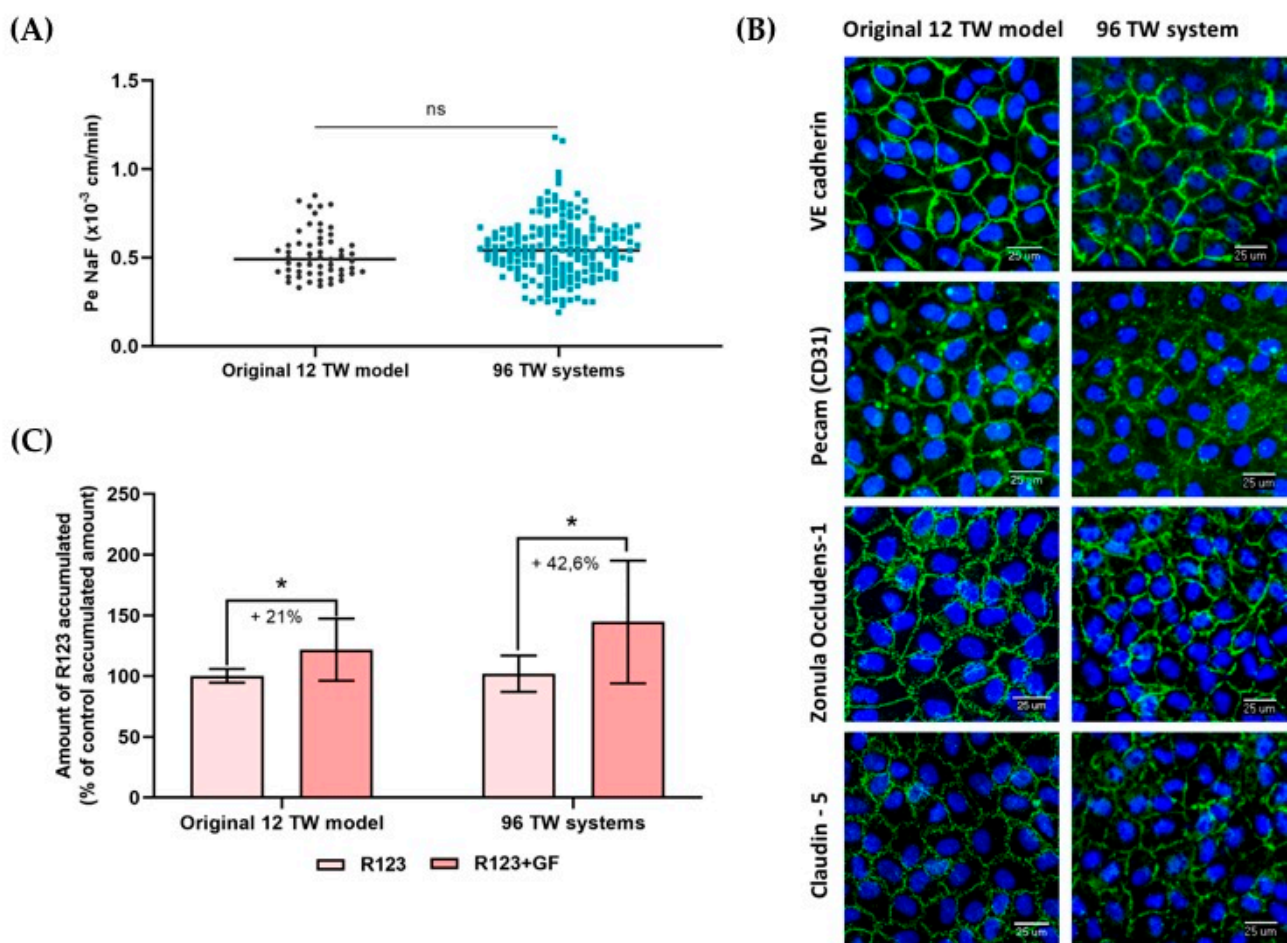 (A)
1.5
1.0
0.5
0.0
Pe NaF (x10⁻³ cm/min)
ns
Original 12 TW model
96 TW systems
(B)
Original 12 TW model
96 TW system
VE cadherin
25 um
25 um
Pecam (CD31)
25 um
25 um
Zonula Occludens-1
25 um
25 um
Claudin - 5
25 um
25 um
(C)
250
200
150
100
50
0
Amount of R123 accumulated
(% of control accumulated amount)
*
+ 21%
*
+ 42,6%
Original 12 TW model
96 TW systems
R123
R123+GF